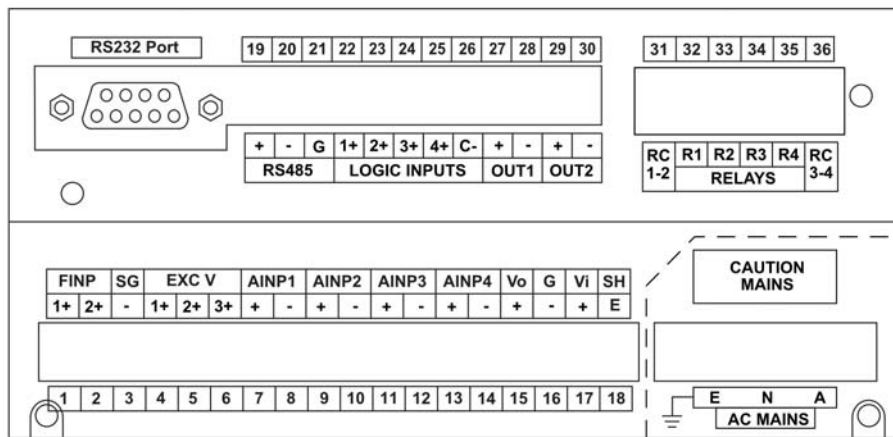 RS232 Port
19 20 21 22 23 24 25 26 27 28 29 30
31 32 33 34 35 36
+ - G 1+ 2+ 3+ 4+ C- + - + -
RS485 LOGIC INPUTS OUT1 OUT2
RC 1-2 R1 R2 R3 R4 RC 3-4
RELAYS
FINP SG EXC V AINP1 AINP2 AINP3 AINP4 Vo G Vi SH
1+ 2+ - 1+ 2+ 3+ + - + - + - + - + - + E
CAUTION
MAINS
1 2 3 4 5 6 7 8 9 10 11 12 13 14 15 16 17 18
E N A
AC MAINS